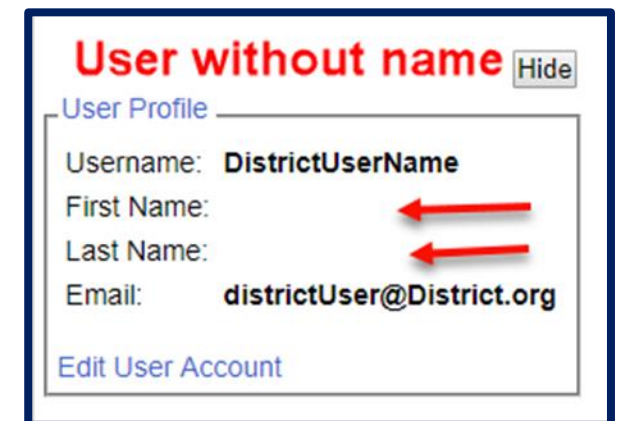 User without name Hide
User Profile
Username: DistrictUserName
First Name:
Last Name:
Email: districtUser@District.org
Edit User Account